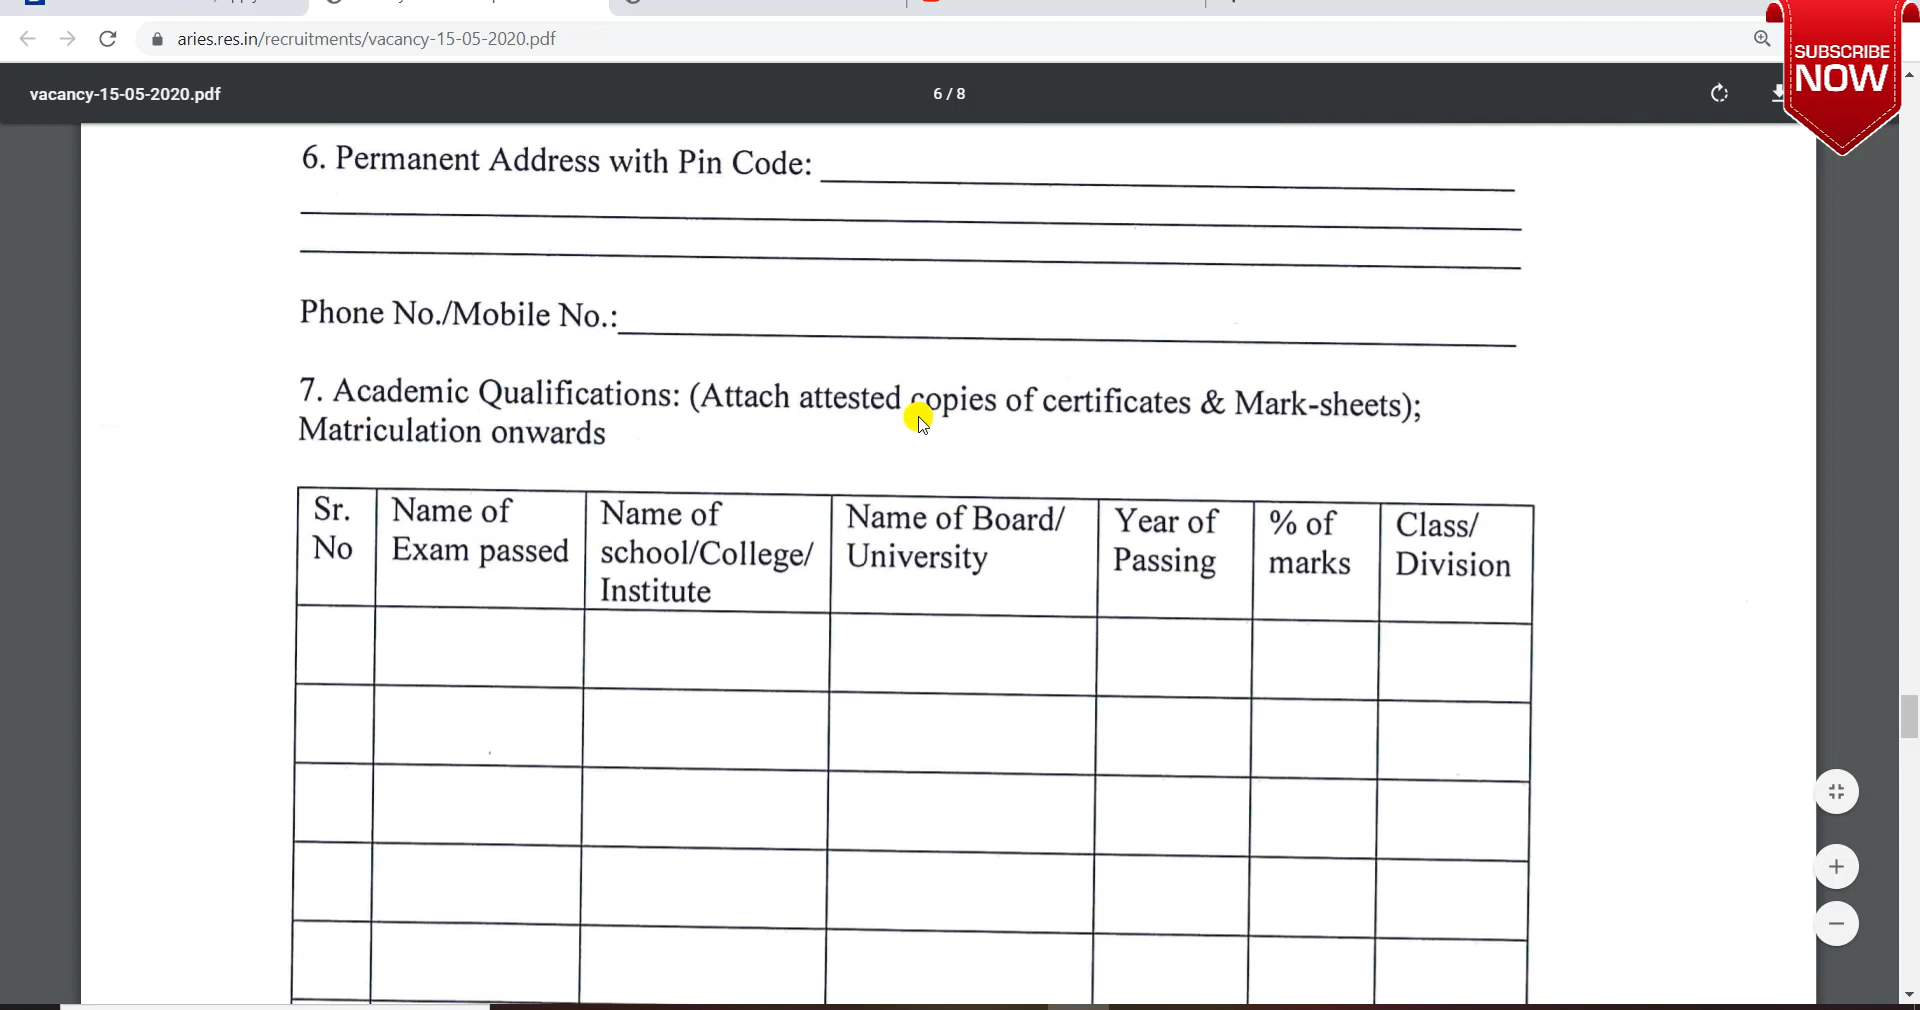 aries.res.in/recruitments/vacancy-15-05-2020.pdf
SUBSCRIBE
NOW
vacancy-15-05-2020.pdf
6 / 8
6. Permanent Address with Pin Code:
Phone No./Mobile No.:
7. Academic Qualifications: (Attach attested copies of certificates & Mark-sheets);
Matriculation onwards
Sr.
No
Name of
Exam passed
Name of
school/College/
Institute
Name of Board/
University
Year of
Passing
% of
marks
Class/
Division